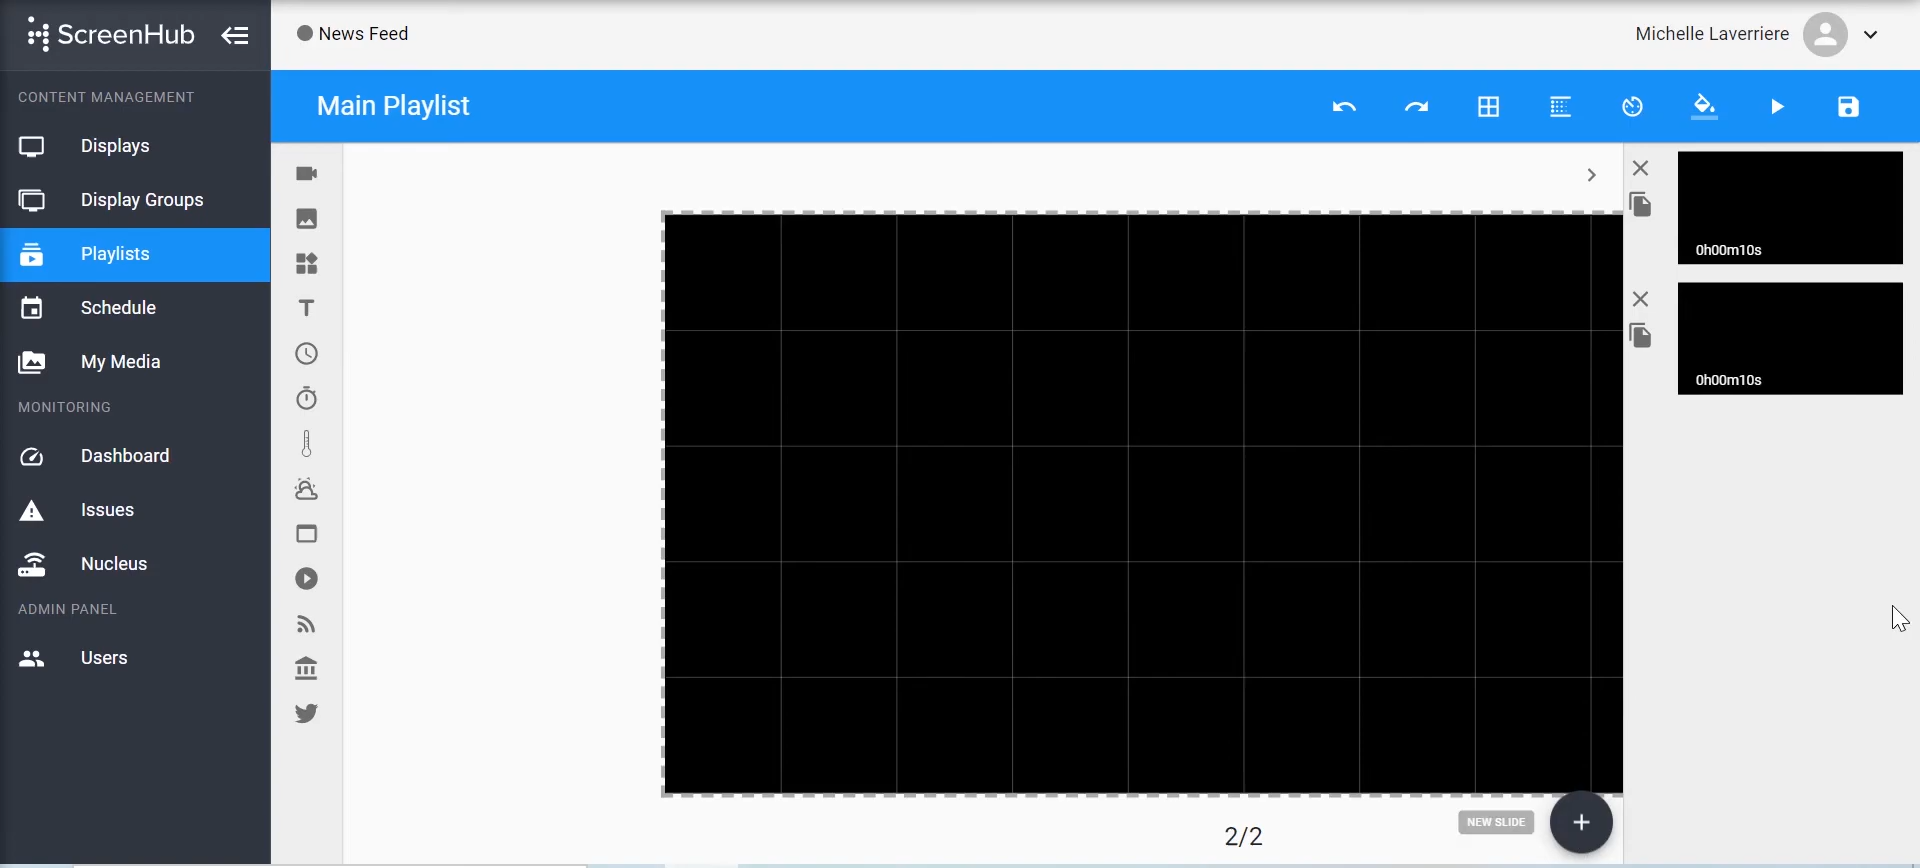 ScreenHub
News Feed
Michelle Laverriere
CONTENT MANAGEMENT
Main Playlist
Displays
Display Groups
Playlists
Schedule
My Media
MONITORING
Dashboard
Issues
Nucleus
ADMIN PANEL
Users
T
0h00m10s
0h00m10s
2/2
NEW SLIDE